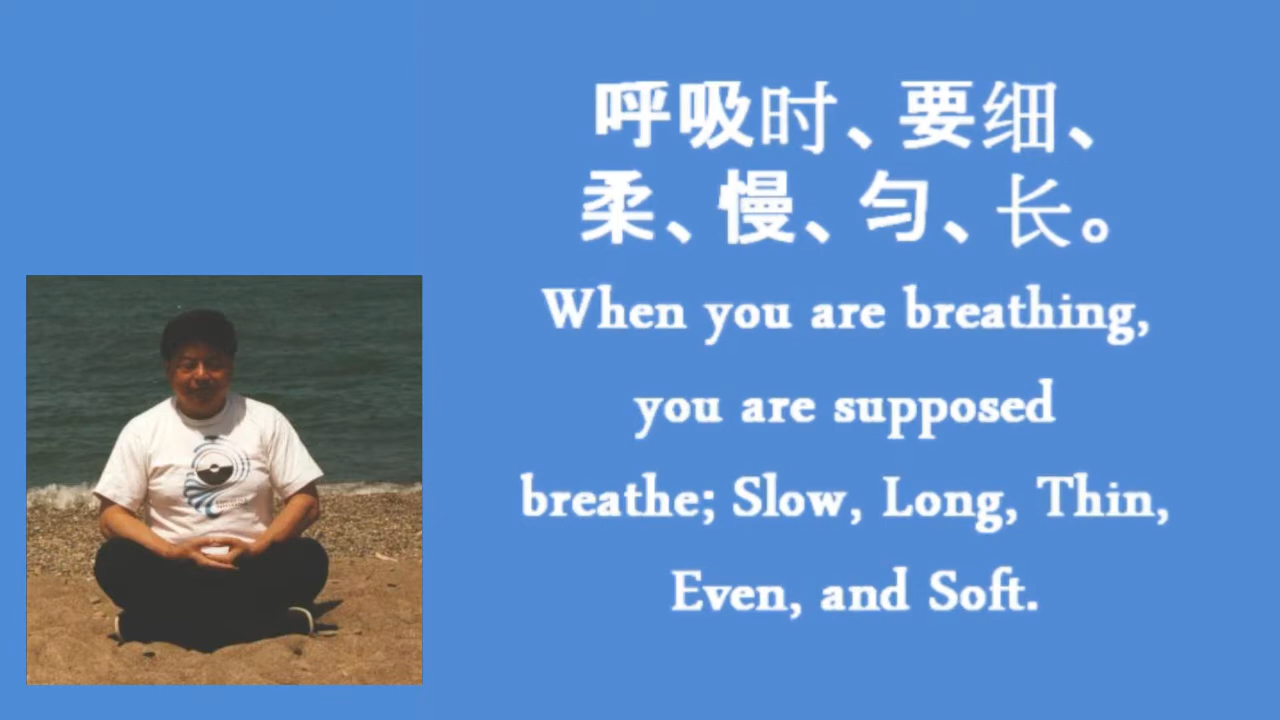 呼吸时、要细、
柔、慢、匀、长。
When you are breathing,
you are supposed
breathe; Slow, Long, Thin,
Even, and Soft.